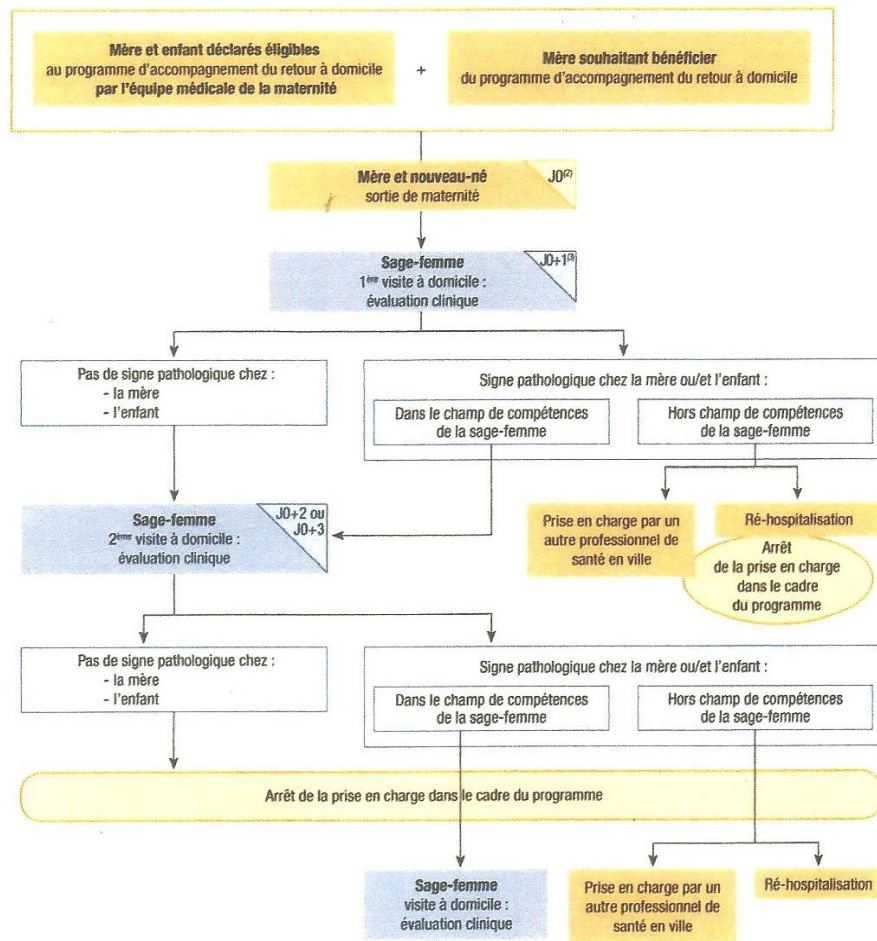 Mère et enfant déclarés éligibles
au programme d'accompagnement du retour à domicile
par l'équipe médicale de la maternité
+
Mère souhaitant bénéficier
du programme d'accompagnement du retour à domicile
Mère et nouveau-né
sortie de maternité
J0(2)
Sage-femme
1ère visite à domicile :
évaluation clinique
J0+1(3)
Pas de signe pathologique chez :
- la mère
- l'enfant
Signe pathologique chez la mère ou/et l'enfant :
Dans le champ de compétences
de la sage-femme
Hors champ de compétences
de la sage-femme
Sage-femme
2ème visite à domicile :
évaluation clinique
J0+2 ou
J0+3
Prise en charge par un
autre professionnel de
santé en ville
Ré-hospitalisation
Arrêt
de la prise en charge
dans le cadre
du programme
Pas de signe pathologique chez :
- la mère
- l'enfant
Signe pathologique chez la mère ou/et l'enfant :
Dans le champ de compétences
de la sage-femme
Hors champ de compétences
de la sage-femme
Arrêt de la prise en charge dans le cadre du programme
Sage-femme
visite à domicile :
évaluation clinique
Prise en charge par un
autre professionnel de
santé en ville
Ré-hospitalisation